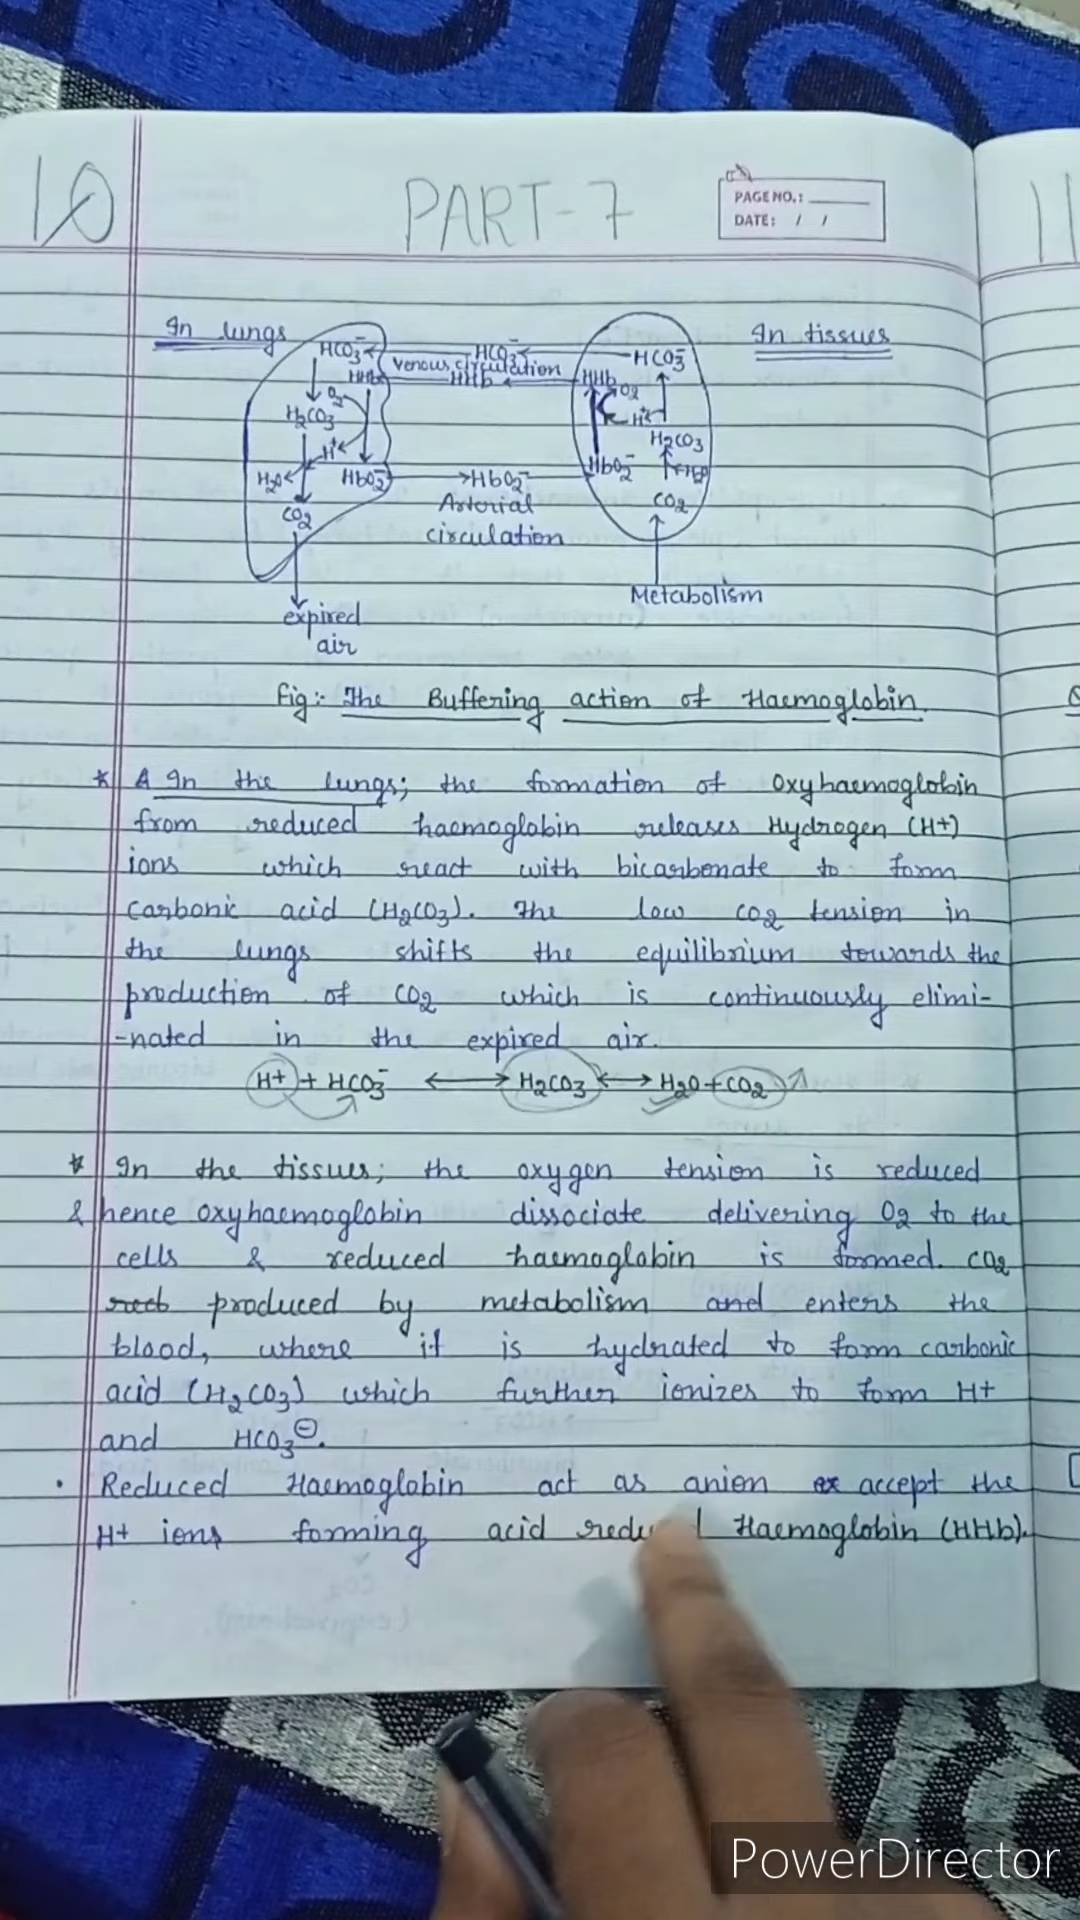 10
PART-7
PAGE NO.:
DATE: / /
11
In lungs
In tissues
HCO3⁻
HCO3⁻
HCO3⁻
venous circulation
HHb
HHb
HHb
O2
O2
H2CO3
H+
H+
H2CO3
H2O
HbO2⁻
HbO2⁻
HbO2⁻
H2O
CO2
Arterial
circulation
CO2
expired
air
Metabolism
Fig:- The Buffering action of Haemoglobin.
* A In the lungs; the formation of Oxyhaemoglobin
from reduced haemoglobin releases Hydrogen (H+)
ions which react with bicarbonate to form
carbonic acid (H2CO3). The low CO2 tension in
the lungs shifts the equilibrium towards the
production of CO2 which is continuously elimi-
-nated in the expired air.
H+ + HCO3⁻ ⟷ H2CO3 ⟷ H2O + CO2 ↗
* In the tissues; the oxygen tension is reduced
& hence oxyhaemoglobin dissociate delivering O2 to the
cells & reduced haemoglobin is formed. CO2
produced by metabolism and enters the
blood, where it is hydrated to form carbonic
acid (H2CO3) which further ionizes to form H+
and HCO3⊖.
• Reduced Haemoglobin act as anion accept the
H+ ions forming acid Haemoglobin (HHb).
PowerDirector